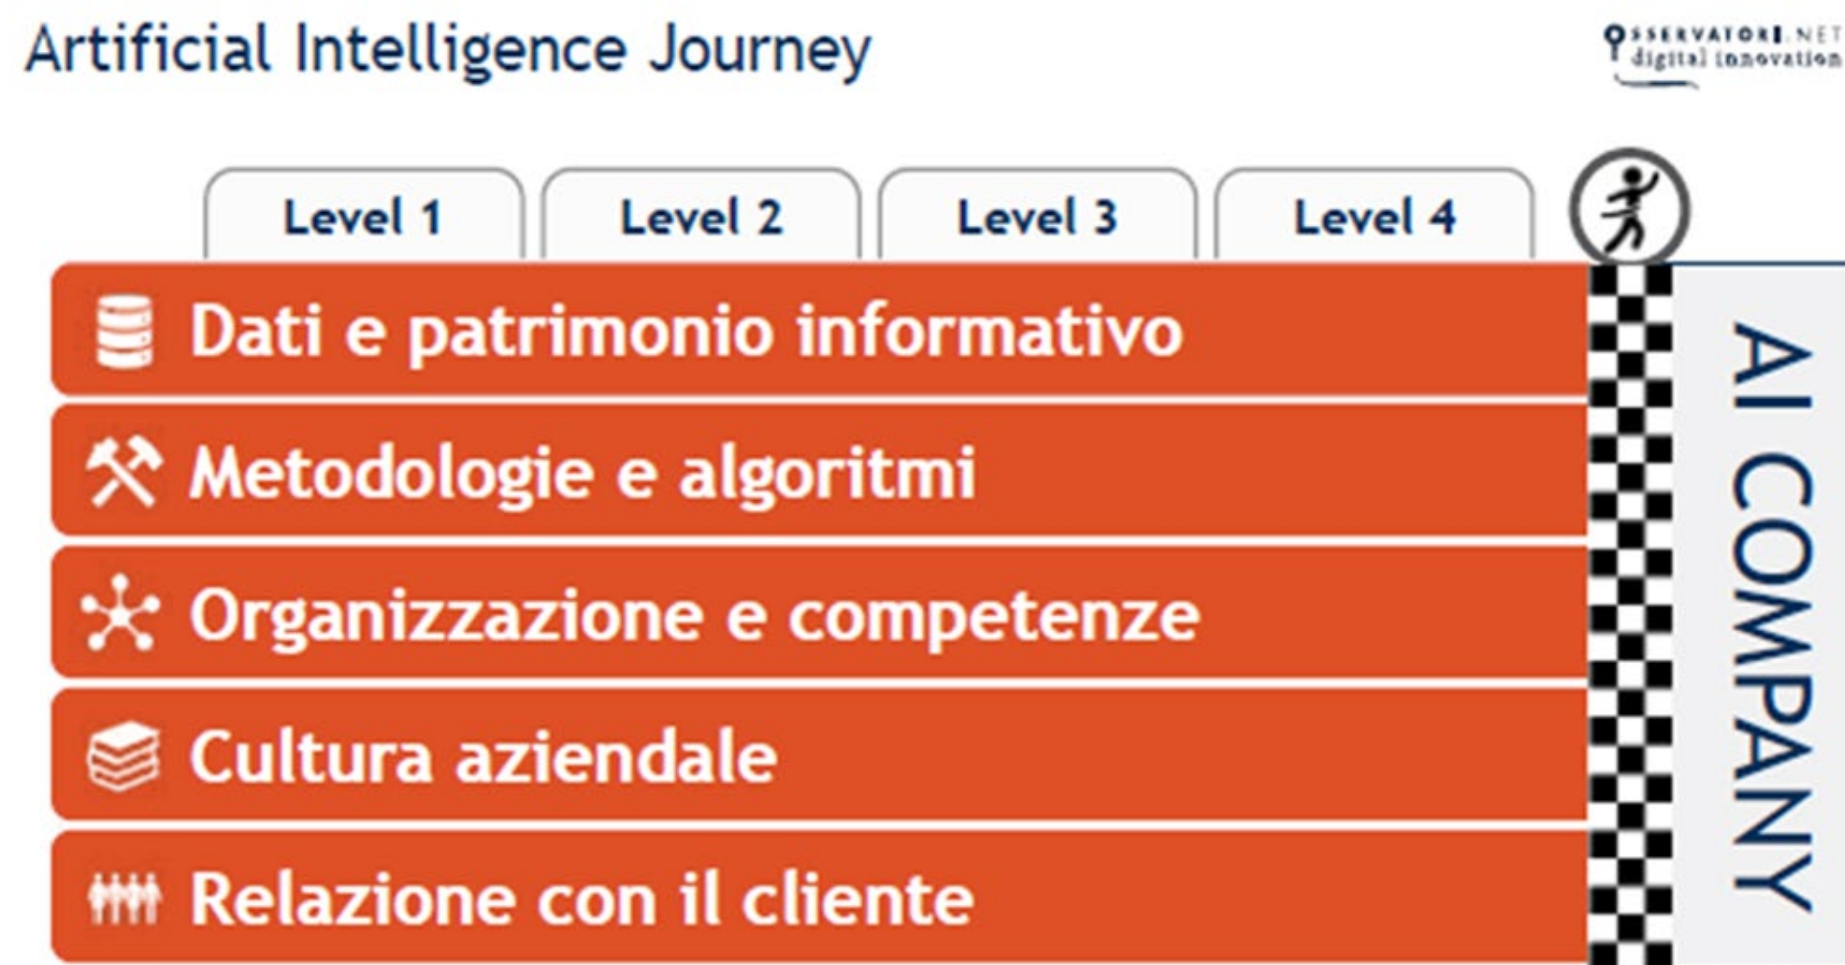 Artificial Intelligence Journey
OSSERVATORI.NET
digital innovation
Level 1
Level 2
Level 3
Level 4
Dati e patrimonio informativo
Metodologie e algoritmi
Organizzazione e competenze
Cultura aziendale
Relazione con il cliente
AI COMPANY